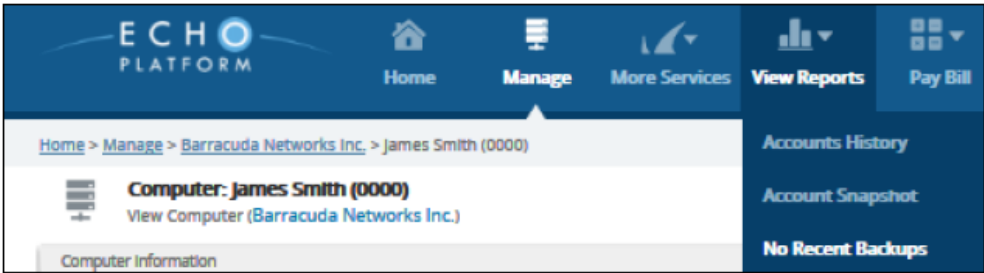 ECHO
PLATFORM
Home
Manage
More Services
View Reports
Pay Bill
Home > Manage > Barracuda Networks Inc. > James Smith (0000)
Accounts History
Computer: James Smith (0000)
View Computer (Barracuda Networks Inc.)
Account Snapshot
Computer Information
No Recent Backups